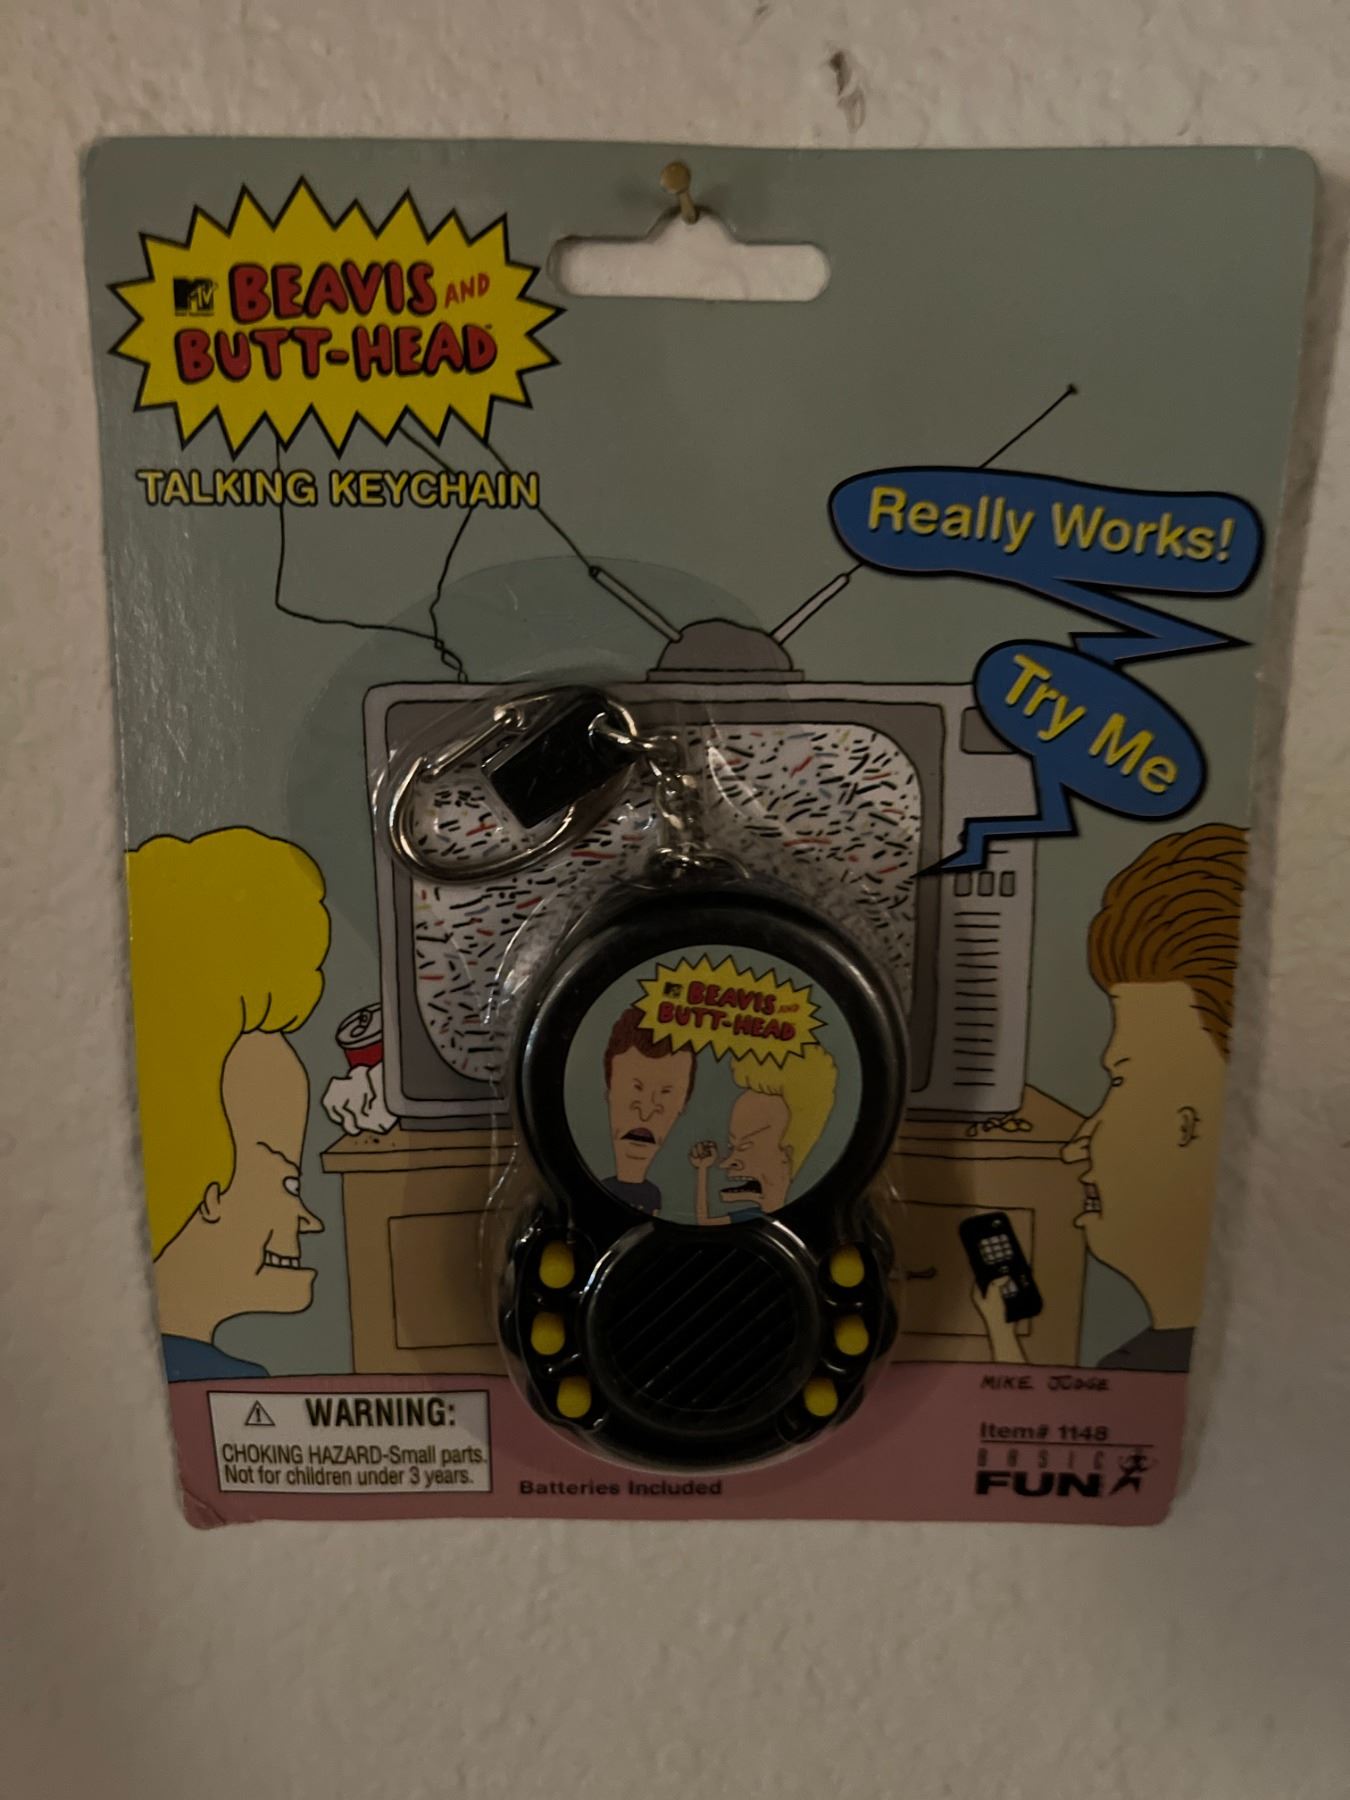 MTV BEAVIS AND
BUTT-HEAD
TALKING KEYCHAIN
Really Works!
Try Me
MTV BEAVIS AND
BUTT-HEAD
MIKE JUDGE
WARNING:
CHOKING HAZARD-Small parts.
Not for children under 3 years.
Batteries Included
Item# 1148
BASIC
FUN